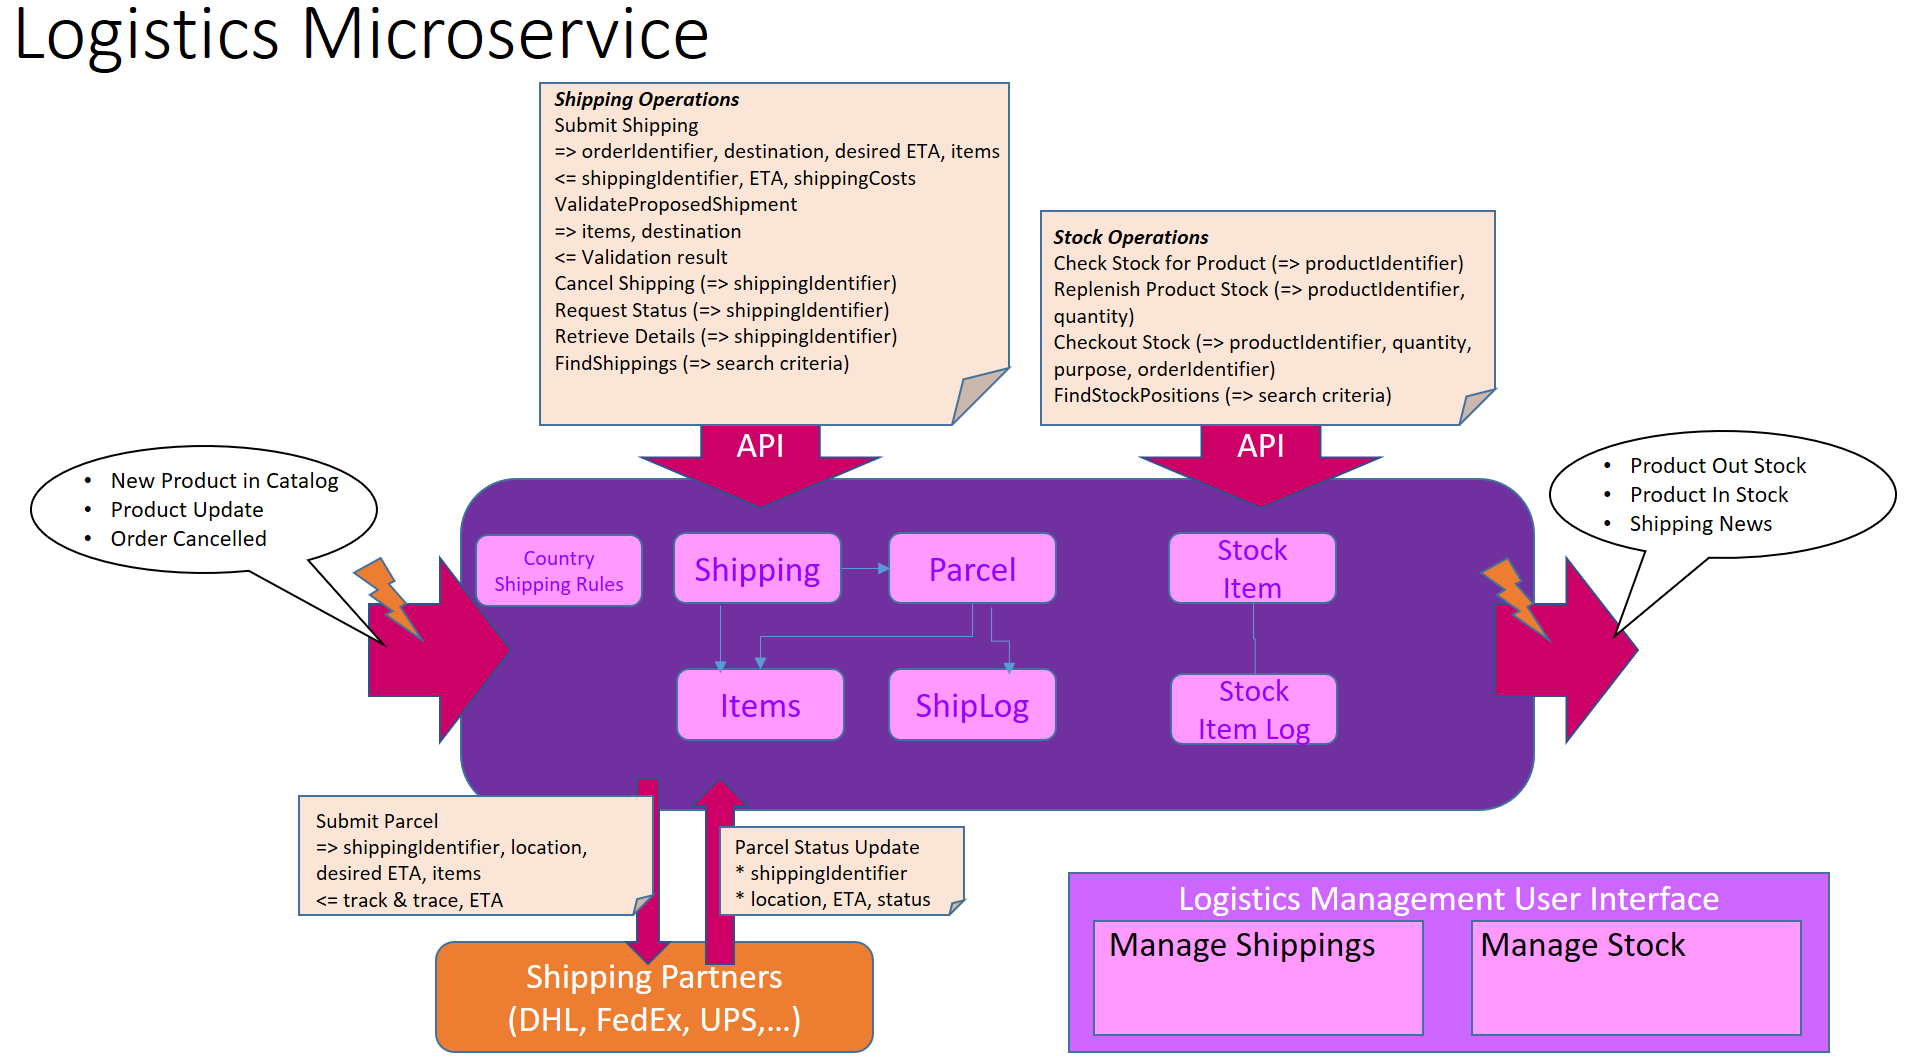 Logistics Microservice
Shipping Operations
Submit Shipping
=> orderIdentifier, destination, desired ETA, items
<= shippingIdentifier, ETA, shippingCosts
ValidateProposedShipment
=> items, destination
<= Validation result
Cancel Shipping (=> shippingIdentifier)
Request Status (=> shippingIdentifier)
Retrieve Details (=> shippingIdentifier)
FindShippings (=> search criteria)
Stock Operations
Check Stock for Product (=> productIdentifier)
Replenish Product Stock (=> productIdentifier,
quantity)
Checkout Stock (=> productIdentifier, quantity,
purpose, orderIdentifier)
FindStockPositions (=> search criteria)
API
API
• New Product in Catalog
• Product Update
• Order Cancelled
• Product Out Stock
• Product In Stock
• Shipping News
Country
Shipping Rules
Shipping
Parcel
Stock
Item
Items
ShipLog
Stock
Item Log
Submit Parcel
=> shippingIdentifier, location,
desired ETA, items
<= track & trace, ETA
Parcel Status Update
* shippingIdentifier
* location, ETA, status
Shipping Partners
(DHL, FedEx, UPS,...)
Logistics Management User Interface
Manage Shippings
Manage Stock